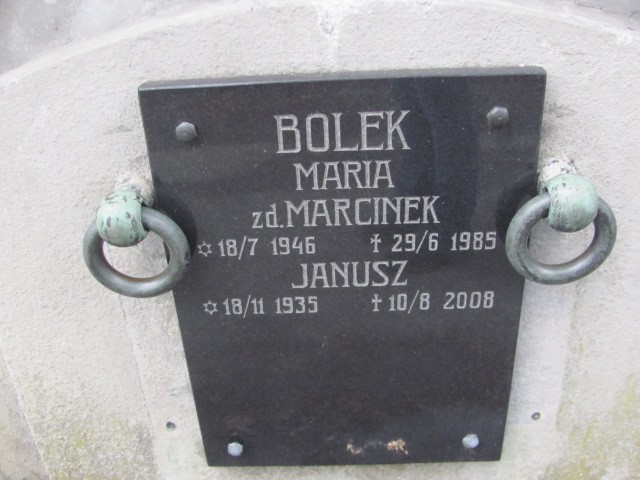 BOLEK
MARIA
zd. MARCINEK
✡ 18/7 1946 ✝ 29/6 1985
JANUSZ
✡ 18/11 1935 ✝ 10/8 2008